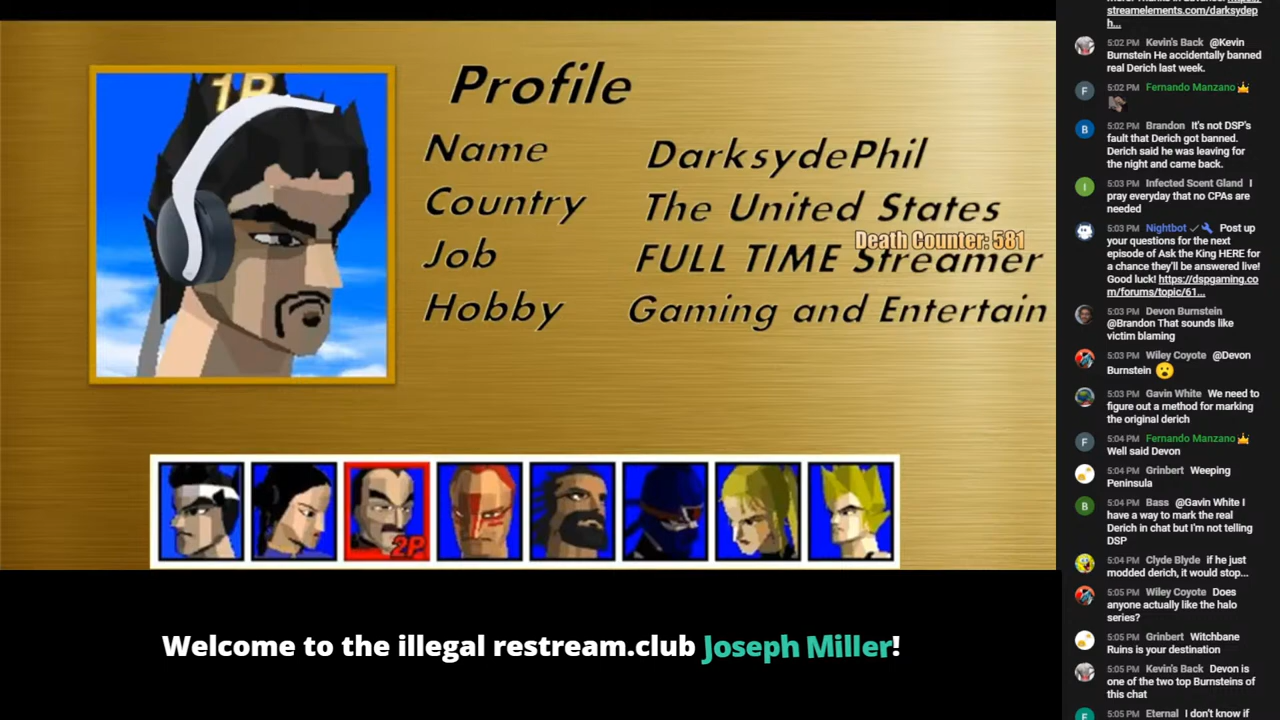 1P
Profile
Name DarksydePhil
Country The United States
Death Counter: 581
Job FULL TIME Streamer
Hobby Gaming and Entertain
2P
Welcome to the illegal restream.club Joseph Miller!
streamelements.com/darksydep
h...
5:02 PM Kevin's Back @Kevin
Burnstein He accidentally banned
real Derich last week.
5:02 PM Fernando Manzano
5:02 PM Brandon It's not DSP's
fault that Derich got banned.
Derich said he was leaving for
the night and came back.
5:03 PM Infected Scent Gland I
pray everyday that no CPAs are
needed
5:03 PM Nightbot Post up
your questions for the next
episode of Ask the King HERE for
a chance they'll be answered live!
Good luck! https://dspgaming.co
m/forums/topic/61...
5:03 PM Devon Burnstein
@Brandon That sounds like
victim blaming
5:03 PM Wiley Coyote @Devon
Burnstein
5:03 PM Gavin White We need to
figure out a method for marking
the original derich
5:04 PM Fernando Manzano
Well said Devon
5:04 PM Grinbert Weeping
Peninsula
5:04 PM Bass @Gavin White I
have a way to mark the real
Derich in chat but I'm not telling
DSP
5:04 PM Clyde Blyde if he just
modded derich, it would stop...
5:05 PM Wiley Coyote Does
anyone actually like the halo
series?
5:05 PM Grinbert Witchbane
Ruins is your destination
5:05 PM Kevin's Back Devon is
one of the two top Burnsteins of
this chat
5:05 PM Eternal I don't know if